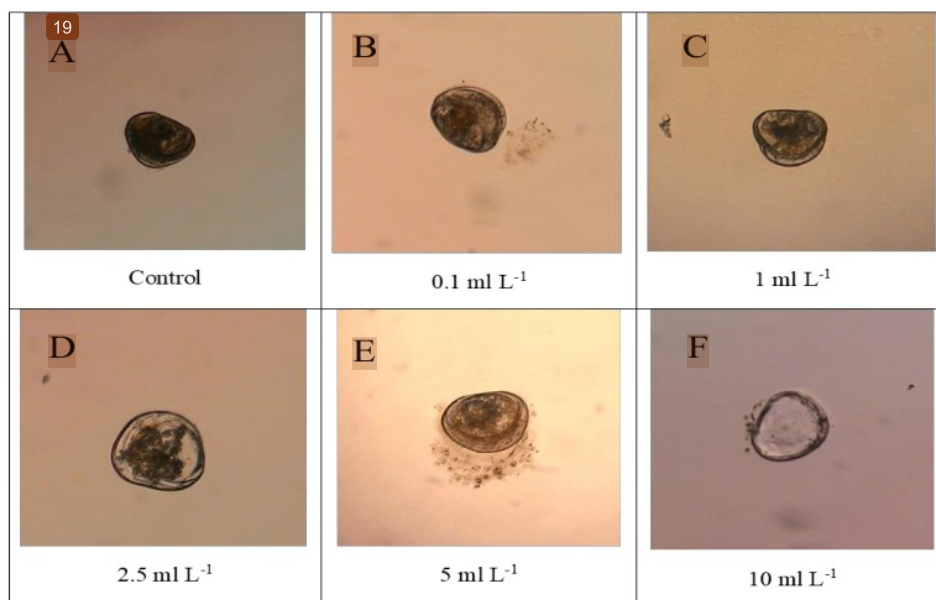 19
A
B
C
Control
0.1 ml L⁻¹
1 ml L⁻¹
D
E
F
2.5 ml L⁻¹
5 ml L⁻¹
10 ml L⁻¹